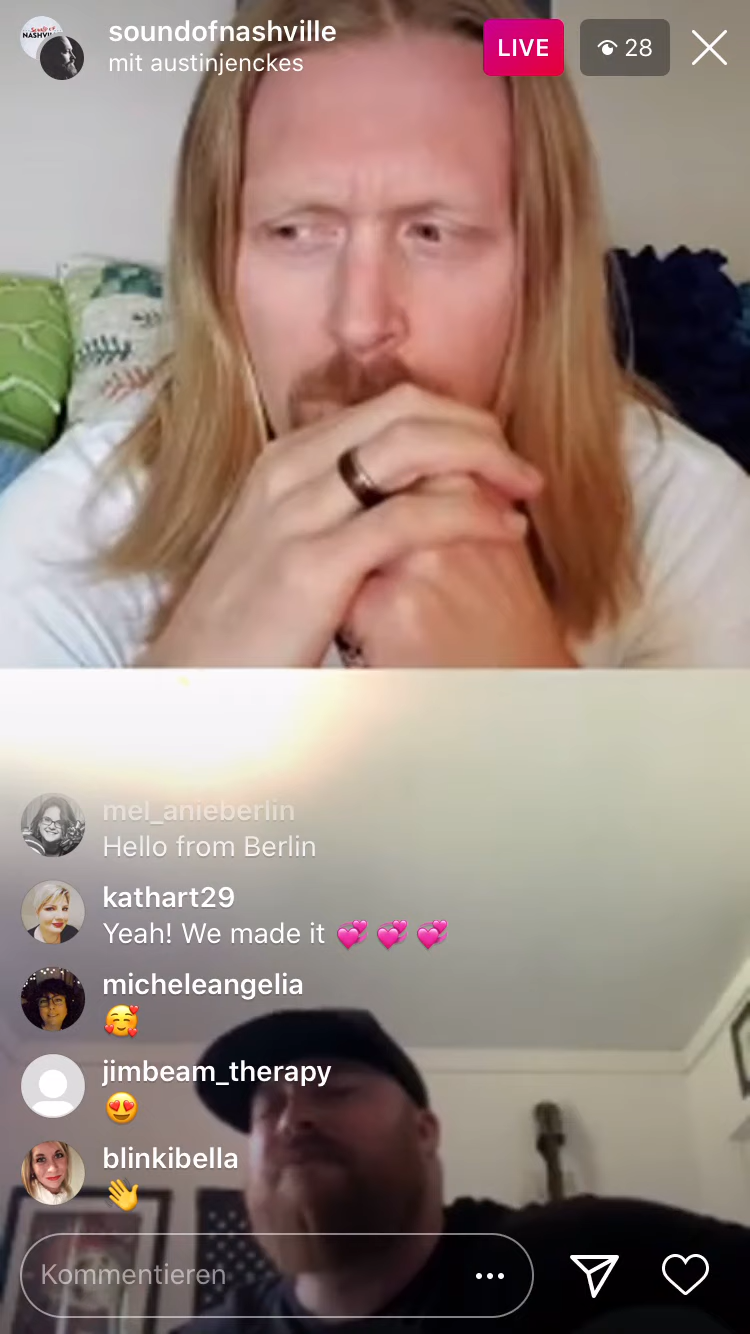 soundofnashville
mit austinjenckes
LIVE
28
mel_anieberlin
Hello from Berlin
kathart29
Yeah! We made it 💞 💞 💞
micheleangelia
🥰
jimbeam_therapy
😍
blinkibella
👋
Kommentieren